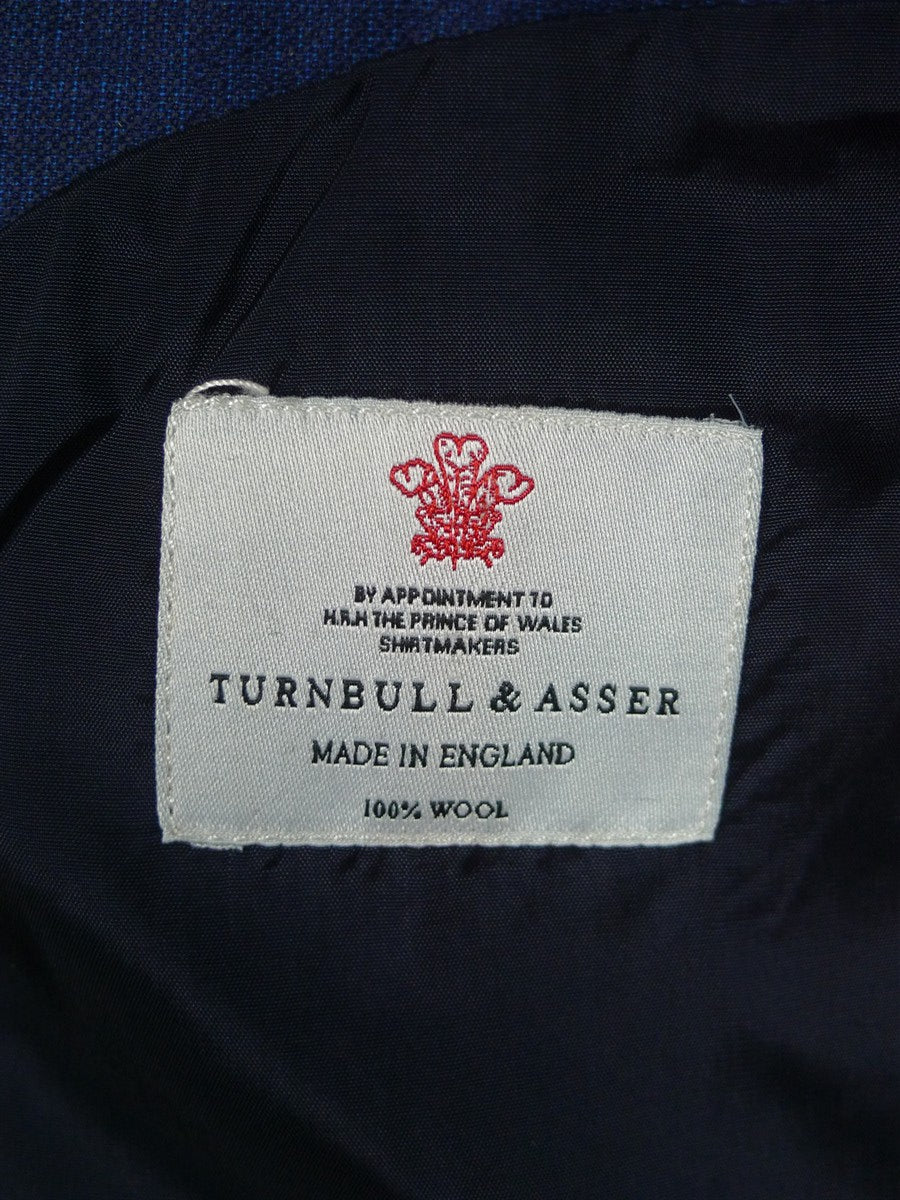 BY APPOINTMENT TO
H.R.H THE PRINCE OF WALES
SHIRTMAKERS
TURNBULL & ASSER
MADE IN ENGLAND
100% WOOL